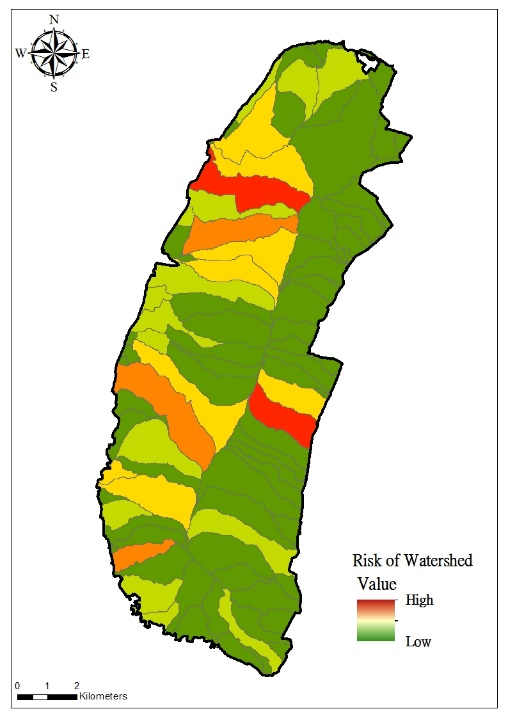 N
W E
S
Risk of Watershed
Value
High
Low
0 1 2
Kilometers